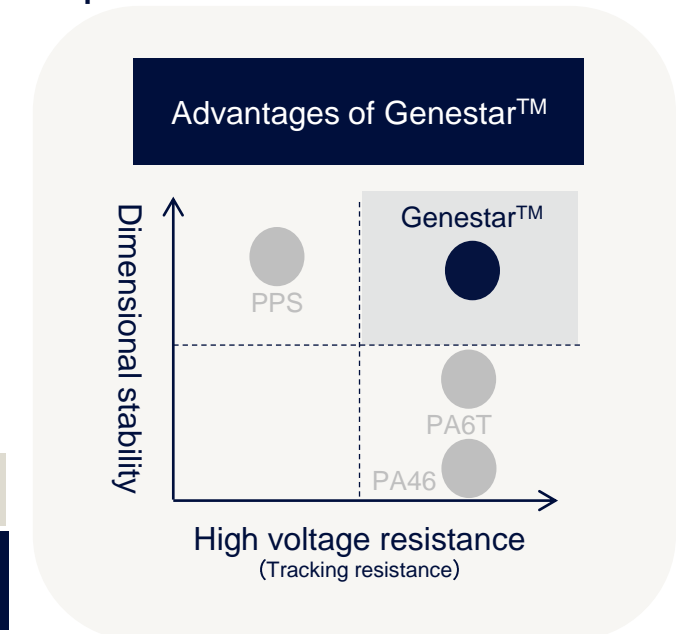 Advantages of Genestar™
Dimensional stability
Genestar™
PPS
PA6T
PA46
High voltage resistance
(Tracking resistance)